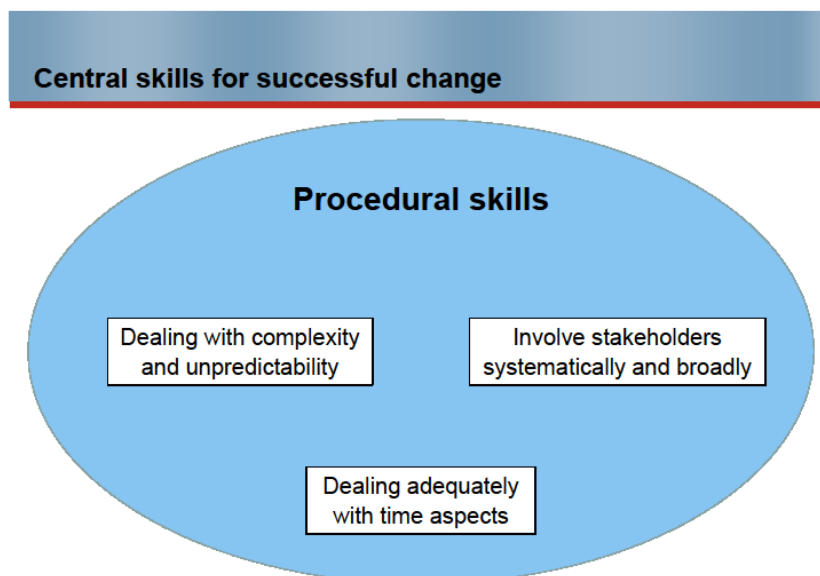 Central skills for successful change
Procedural skills
Dealing with complexity
and unpredictability
Involve stakeholders
systematically and broadly
Dealing adequately
with time aspects